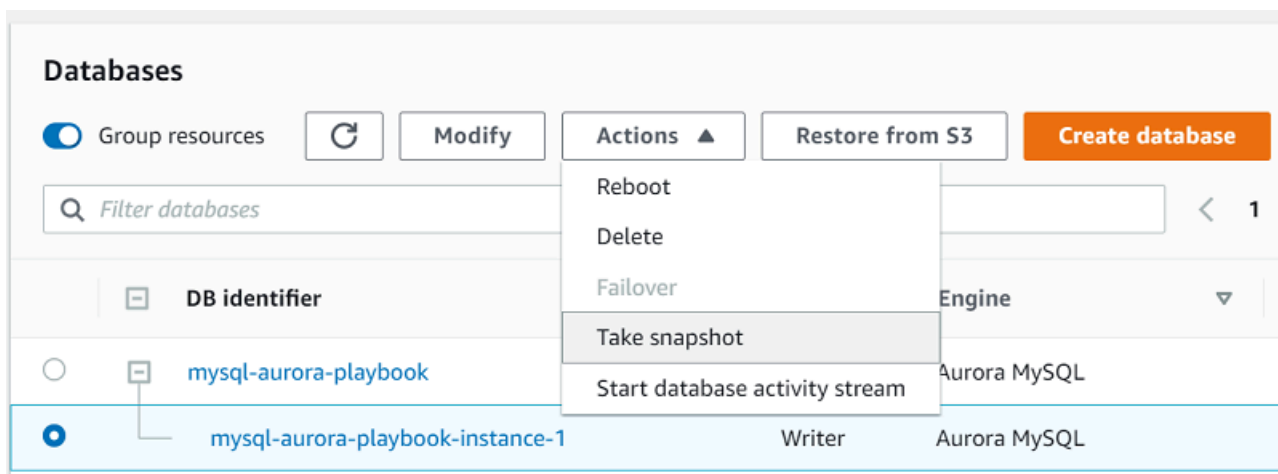 Databases
Group resources Modify Actions Restore from S3 Create database
Reboot
Filter databases 1
Delete
Failover
DB identifier Engine
Take snapshot
mysql-aurora-playbook Aurora MySQL
Start database activity stream
mysql-aurora-playbook-instance-1 Writer Aurora MySQL